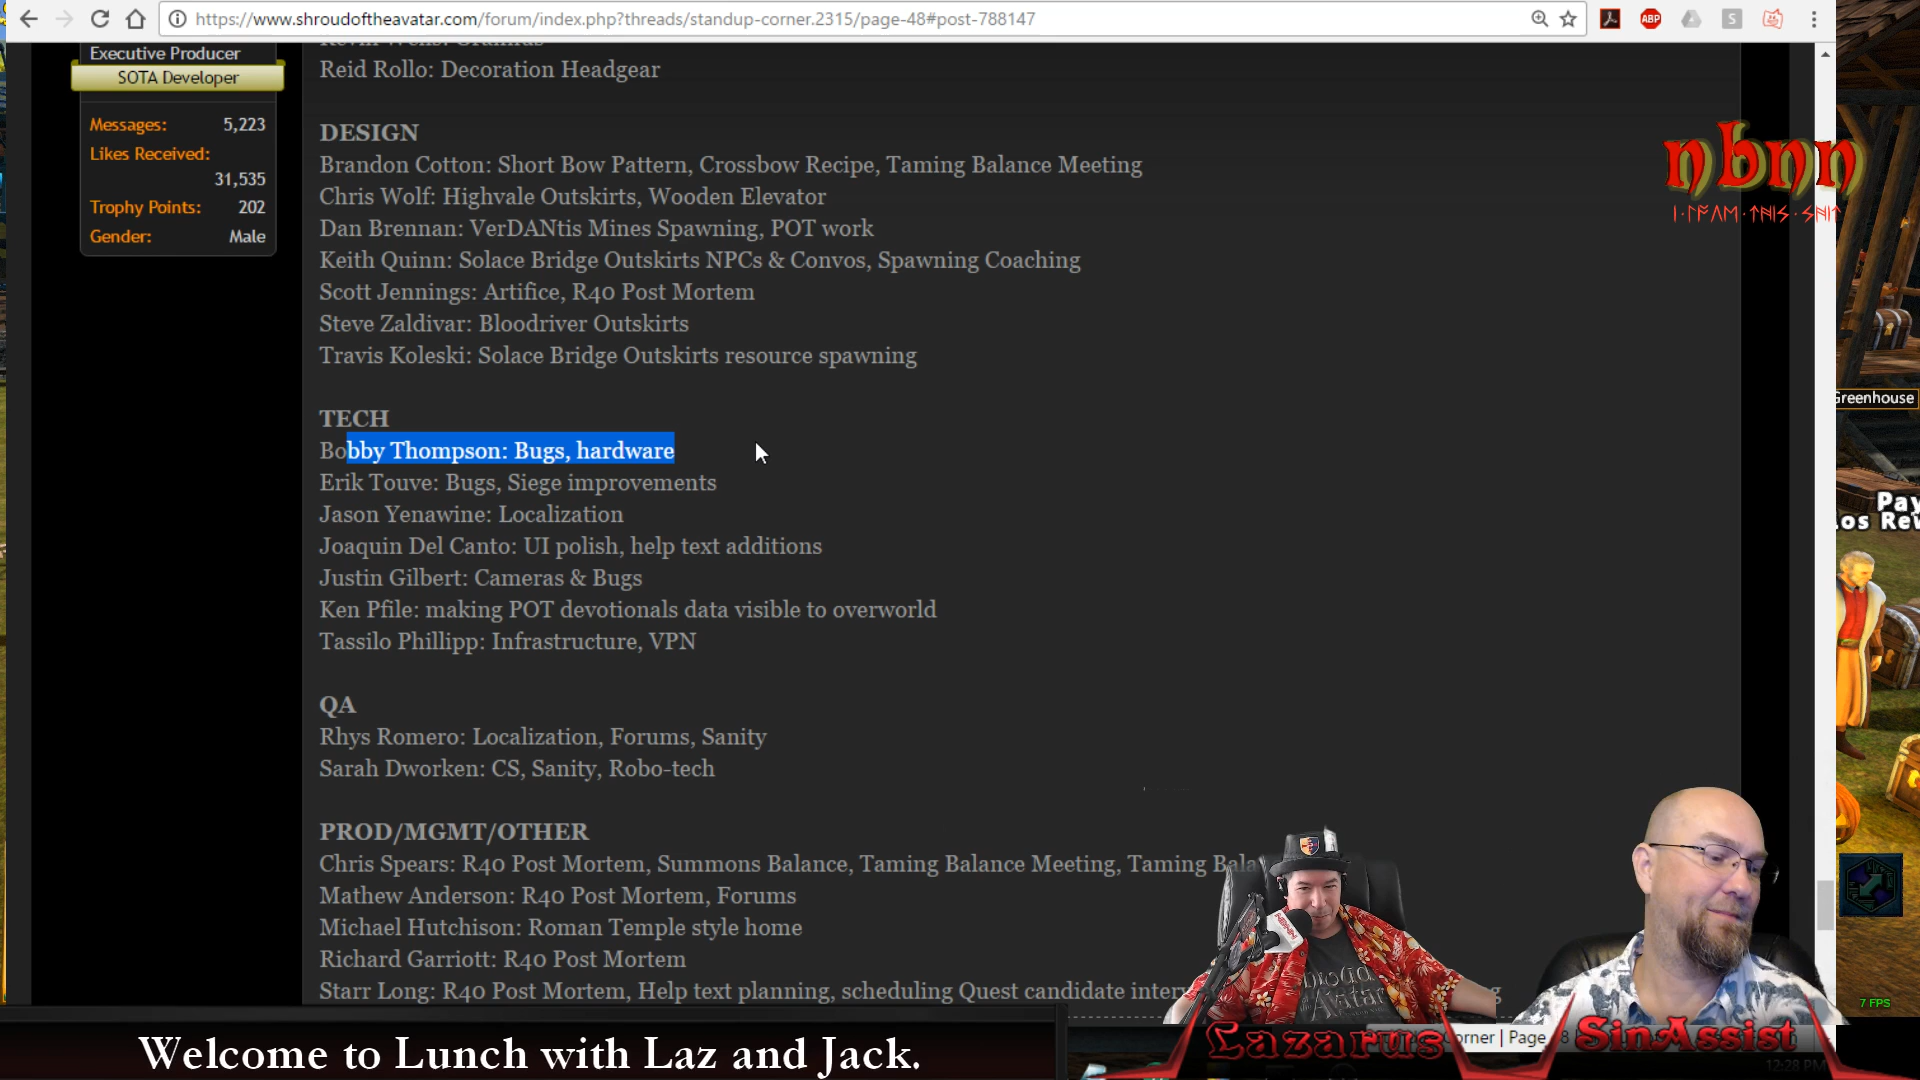 https://www.shroudoftheavatar.com/forum/index.php?threads/standup-corner.2315/page-48#post-788147
ABP
S
Executive Producer
SOTA Developer
Messages: 5,223
Likes Received: 31,535
Trophy Points: 202
Gender: Male
Reid Rollo: Decoration Headgear
DESIGN
Brandon Cotton: Short Bow Pattern, Crossbow Recipe, Taming Balance Meeting
Chris Wolf: Highvale Outskirts, Wooden Elevator
Dan Brennan: VerDANtis Mines Spawning, POT work
Keith Quinn: Solace Bridge Outskirts NPCs & Convos, Spawning Coaching
Scott Jennings: Artifice, R40 Post Mortem
Steve Zaldivar: Bloodriver Outskirts
Travis Koleski: Solace Bridge Outskirts resource spawning
TECH
Bobby Thompson: Bugs, hardware
Erik Touve: Bugs, Siege improvements
Jason Yenawine: Localization
Joaquin Del Canto: UI polish, help text additions
Justin Gilbert: Cameras & Bugs
Ken Pfile: making POT devotionals data visible to overworld
Tassilo Phillipp: Infrastructure, VPN
QA
Rhys Romero: Localization, Forums, Sanity
Sarah Dworken: CS, Sanity, Robo-tech
PROD/MGMT/OTHER
Chris Spears: R40 Post Mortem, Summons Balance, Taming Balance Meeting, Taming
Mathew Anderson: R40 Post Mortem, Forums
Michael Hutchison: Roman Temple style home
Richard Garriott: R40 Post Mortem
Starr Long: R40 Post Mortem, Help text planning, scheduling Quest candidate
nbnn
Greenhouse
Pay
7 FPS
Lazarus
SinAssist
Page
12:28 PM
Welcome to Lunch with Laz and Jack.